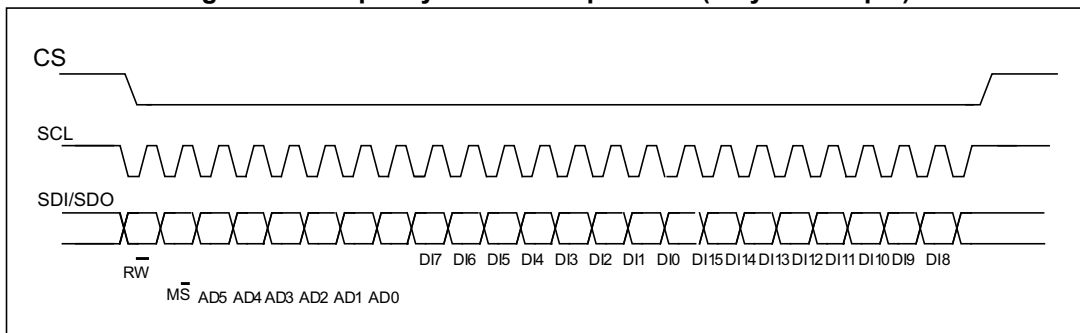 CS
SCL
SDI/SDO
DI7 DI6 DI5 DI4 DI3 DI2 DI1 DI0 DI15 DI14 DI13 DI12 DI11 DI10 DI9 DI8
RW̅
MS̅ AD5 AD4 AD3 AD2 AD1 AD0